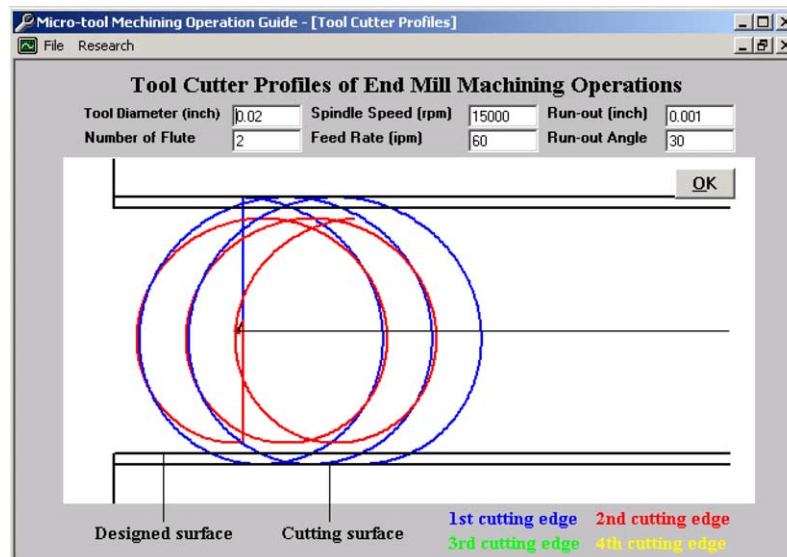 Micro-tool Mechining Operation Guide - [Tool Cutter Profiles]
File Research
Tool Cutter Profiles of End Mill Machining Operations
Tool Diameter (inch) 0.02 Spindle Speed (rpm) 15000 Run-out (inch) 0.001
Number of Flute 2 Feed Rate (ipm) 60 Run-out Angle 30
OK
Designed surface Cutting surface 1st cutting edge 2nd cutting edge
3rd cutting edge 4th cutting edge